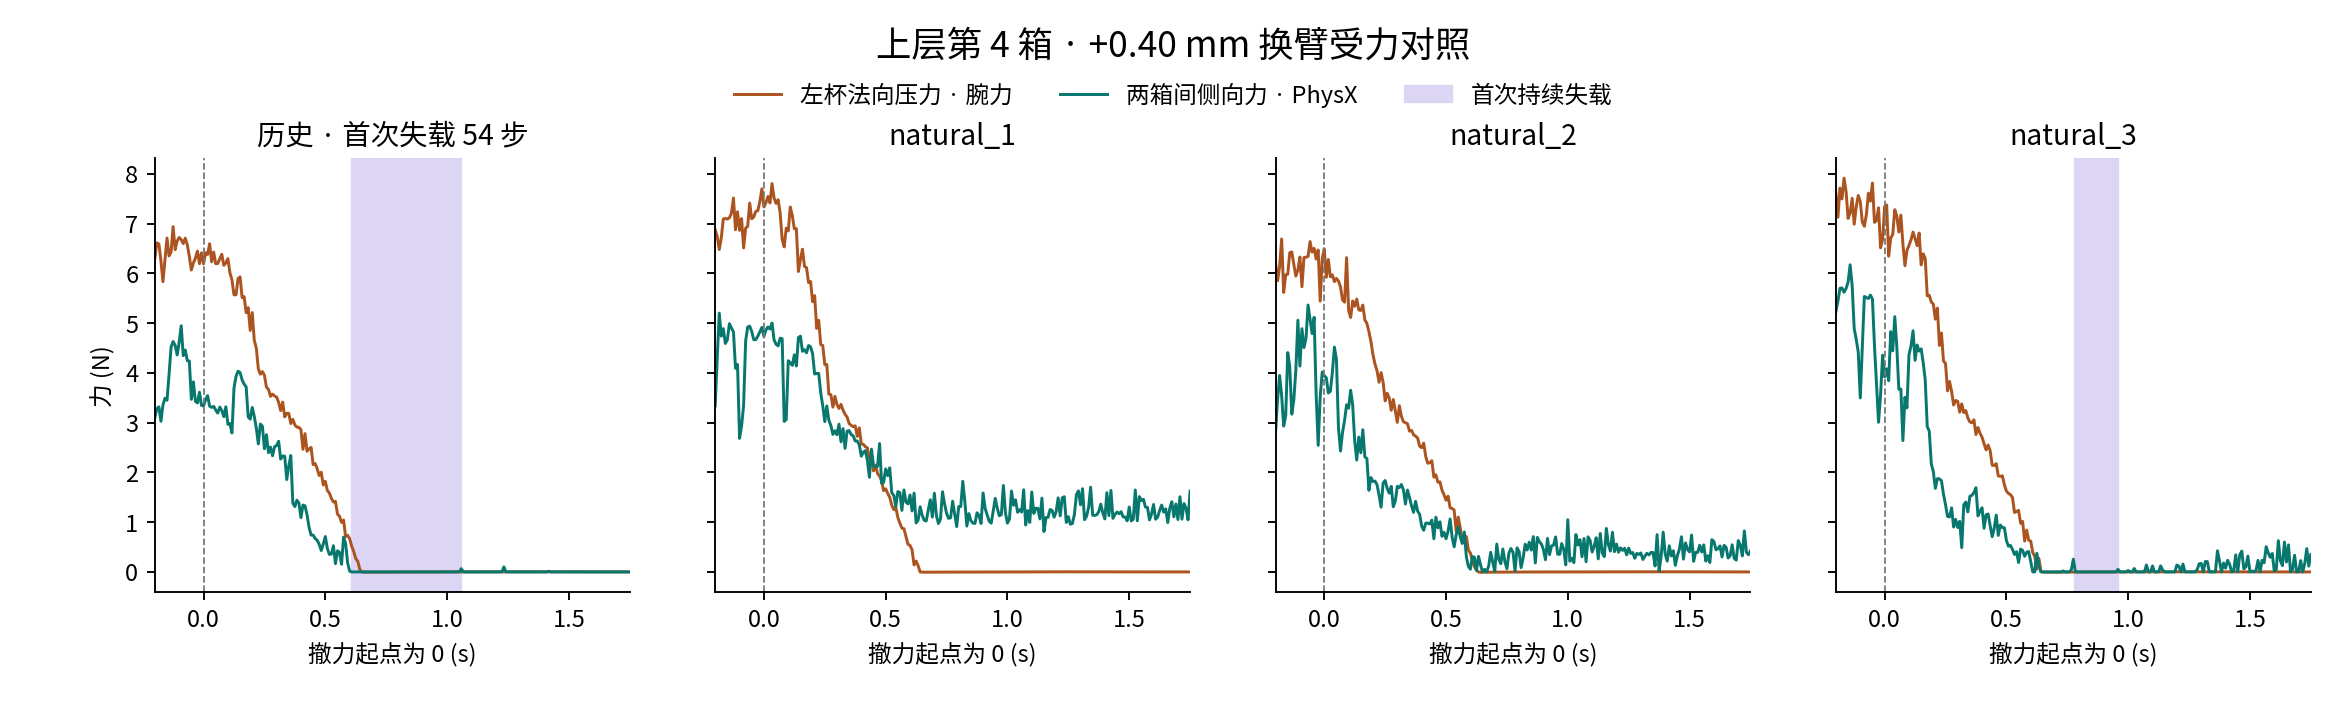 上层第 4 箱 · +0.40 mm 换臂受力对照
左杯法向压力 · 腕力
两箱间侧向力 · PhysX
首次持续失载
历史 · 首次失载 54 步
natural_1
natural_2
natural_3
力 (N)
8
7
6
5
4
3
2
1
0
0.0 0.5 1.0 1.5
0.0 0.5 1.0 1.5
0.0 0.5 1.0 1.5
0.0 0.5 1.0 1.5
撤力起点为 0 (s)
撤力起点为 0 (s)
撤力起点为 0 (s)
撤力起点为 0 (s)